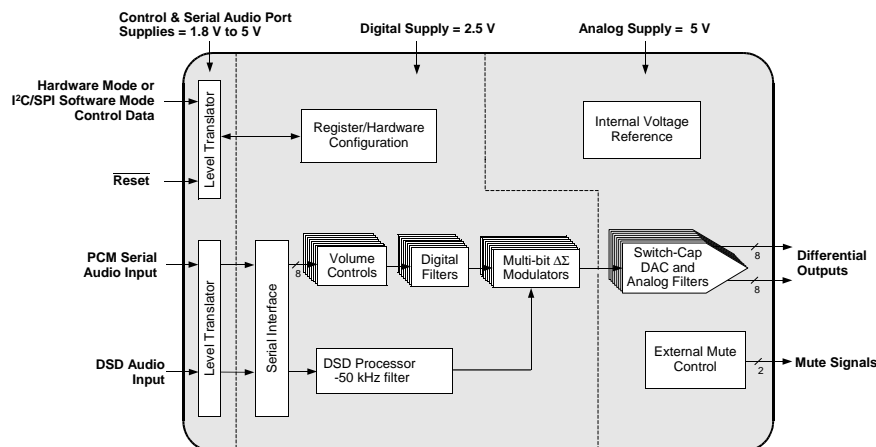 Control & Serial Audio Port
Supplies = 1.8 V to 5 V
Digital Supply = 2.5 V
Analog Supply = 5 V
Hardware Mode or
I²C/SPI Software Mode
Control Data
Reset
Level Translator
Register/Hardware
Configuration
Internal Voltage
Reference
PCM Serial
Audio Input
DSD Audio
Input
Level Translator
Serial Interface
8
Volume
Controls
Digital
Filters
Multi-bit ΔΣ
Modulators
Switch-Cap
DAC and
Analog Filters
8
8
Differential
Outputs
DSD Processor
-50 kHz filter
External Mute
Control
2
Mute Signals